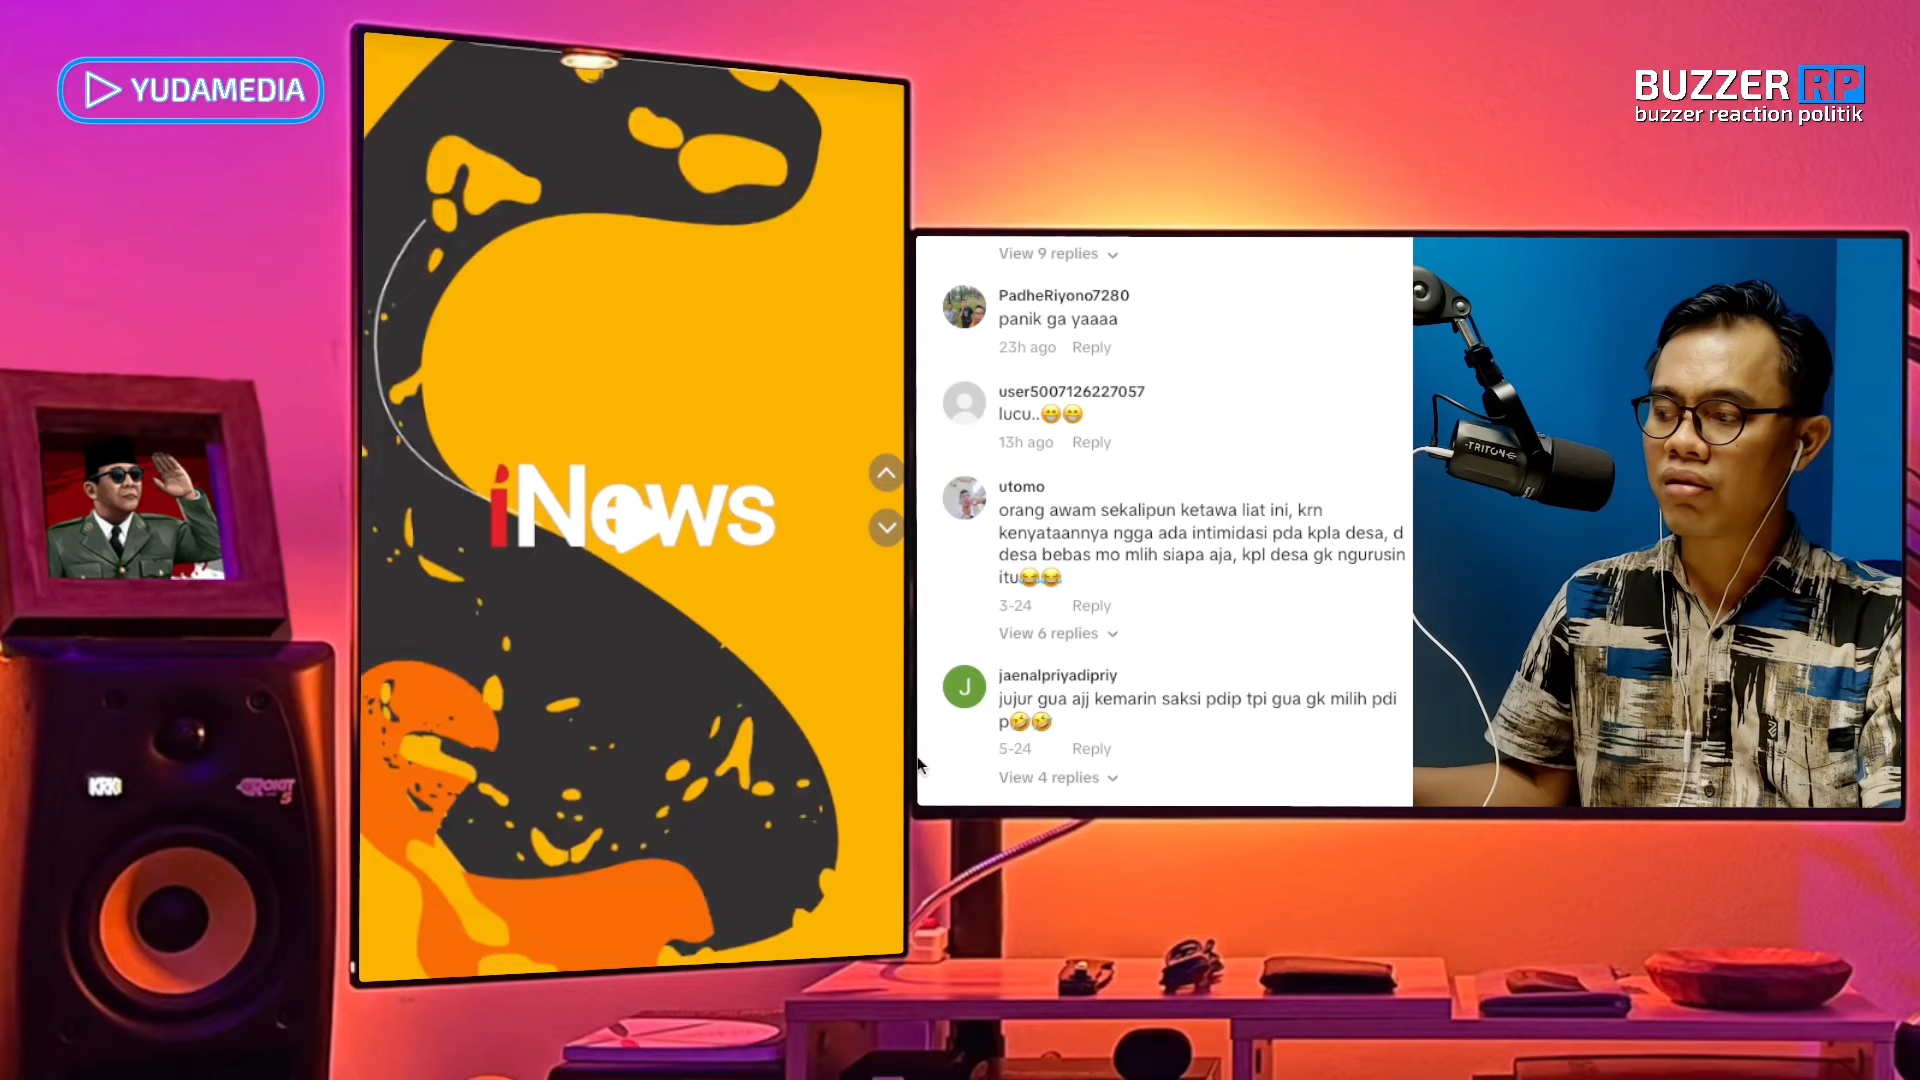 YUDAMEDIA
BUZZER RP
buzzer reaction politik
iNews
View 9 replies
PadheRiyono7280
panik ga yaaaa
23h ago Reply
user5007126227057
lucu..😁😁
13h ago Reply
utomo
orang awam sekalipun ketawa liat ini, krn
kenyataannya ngga ada intimidasi pda kpla desa, d
desa bebas mo mlih siapa aja, kpl desa gk ngurusin
itu😂😂
3-24 Reply
View 6 replies
J
jaenalpriyadipriy
jujur gua ajj kemarin saksi pdip tpi gua gk milih pdi
p🤣🤣
5-24 Reply
View 4 replies
TRITON
KRK
ROKIT 5